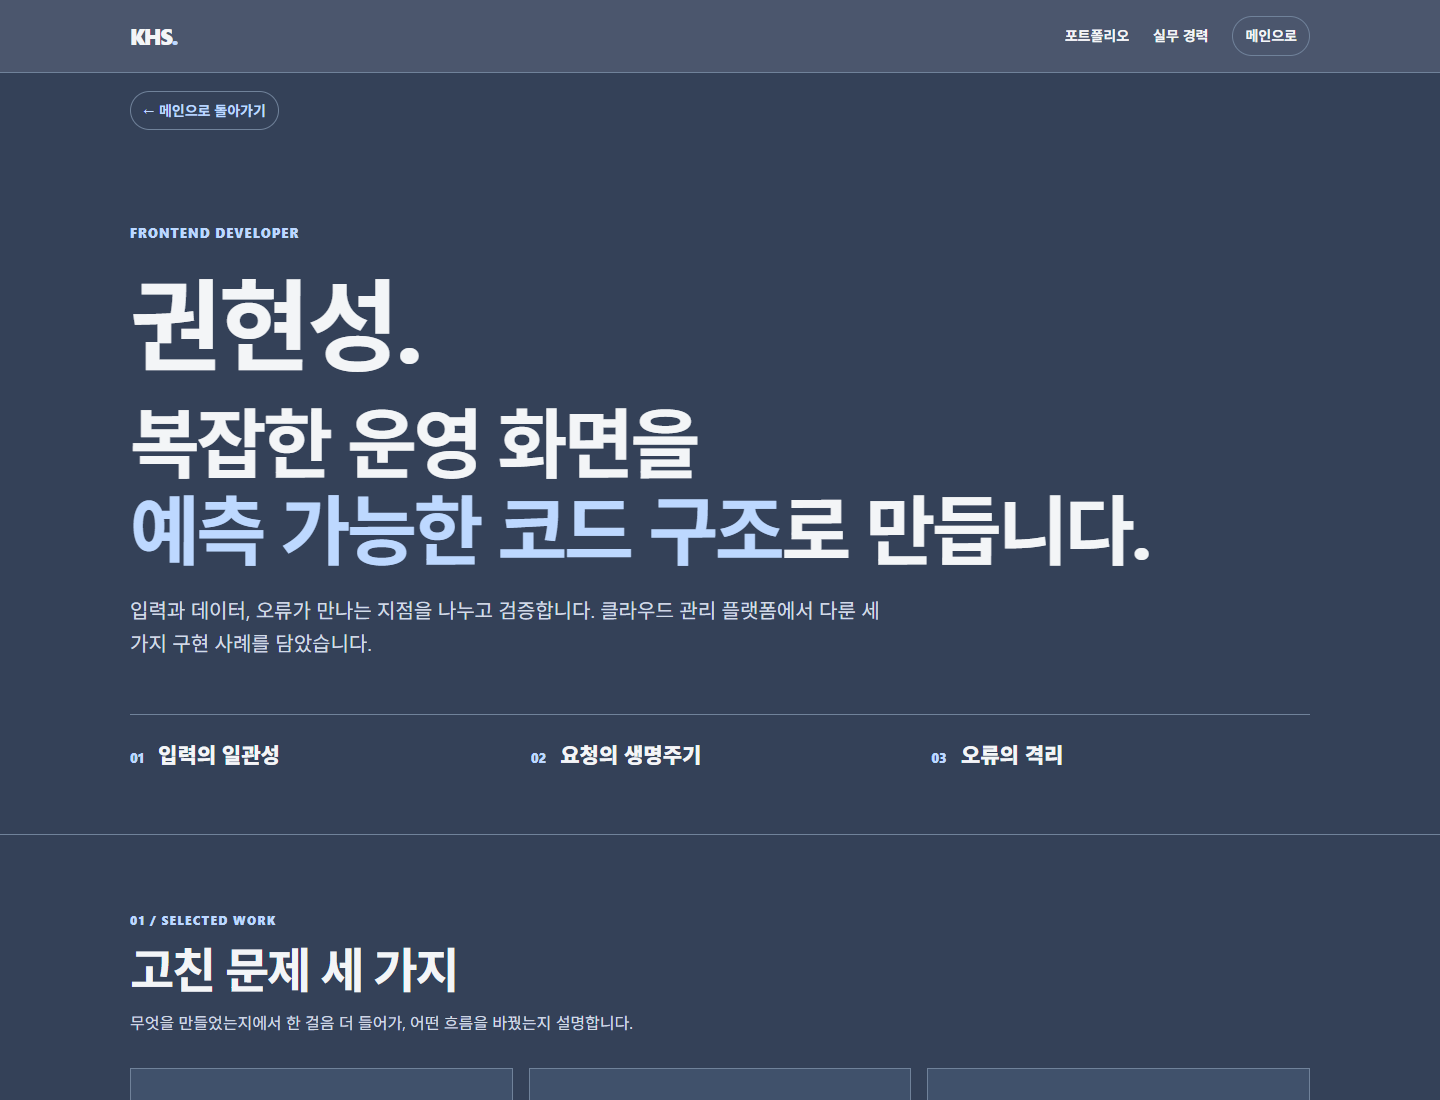 KHS.
포트폴리오
실무 경력
메인으로
← 메인으로 돌아가기
FRONTEND DEVELOPER
권현성.
복잡한 운영 화면을
예측 가능한 코드 구조로 만듭니다.
입력과 데이터, 오류가 만나는 지점을 나누고 검증합니다. 클라우드 관리 플랫폼에서 다룬 세
가지 구현 사례를 담았습니다.
01 입력의 일관성
02 요청의 생명주기
03 오류의 격리
01 / SELECTED WORK
고친 문제 세 가지
무엇을 만들었는지에서 한 걸음 더 들어가, 어떤 흐름을 바꿨는지 설명합니다.